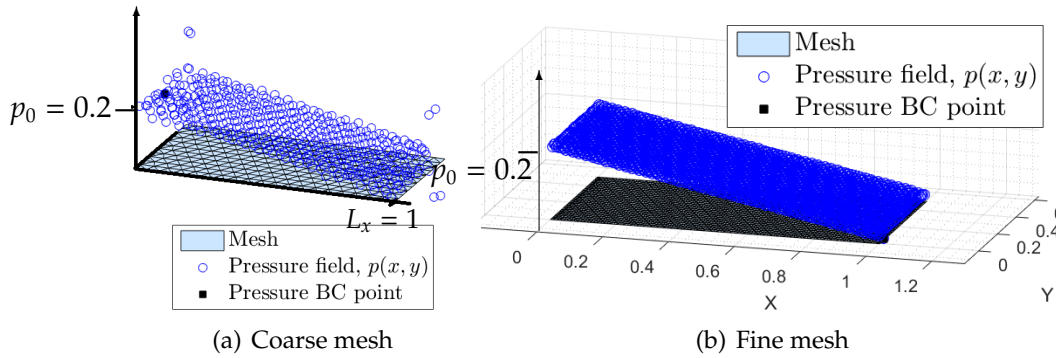 p₀ = 0.2
L_x = 1
Mesh
Pressure field, p(x, y)
Pressure BC point
(a) Coarse mesh
Mesh
Pressure field, p(x, y)
Pressure BC point
p₀ = 0.2
0 0.2 0.4 0.6 0.8 1 1.2
X
0 0.2 0.4
Y
(b) Fine mesh